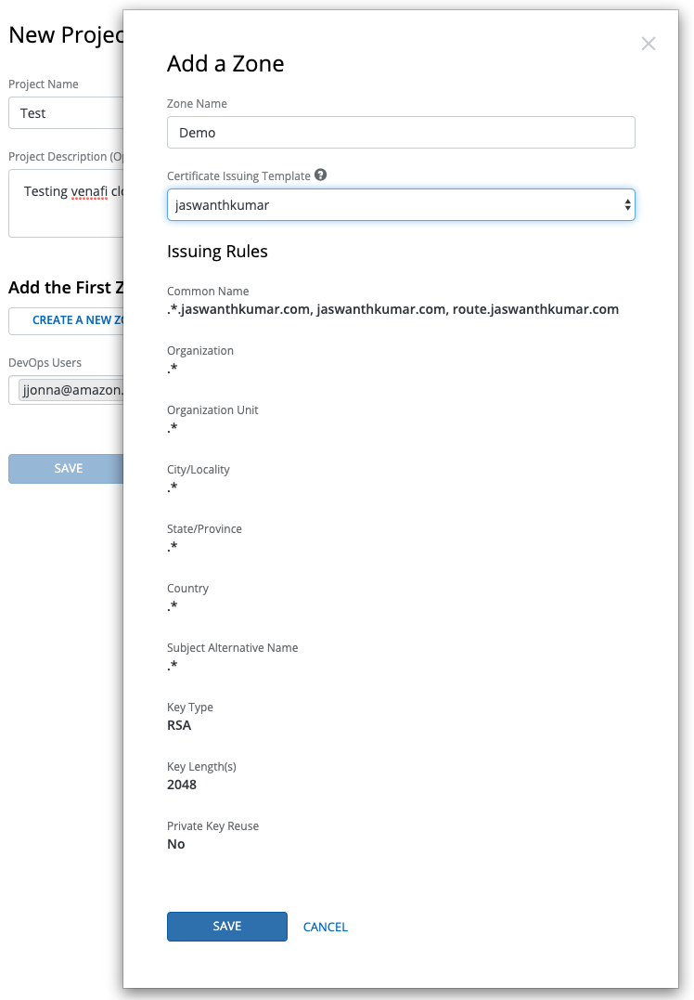 New Projec
Project Name
Test
Project Description (Op
Testing venafi clo
Add the First Z
CREATE A NEW ZO
DevOps Users
jjonna@amazon.
SAVE
Add a Zone
Zone Name
Demo
Certificate Issuing Template ?
jaswanthkumar
Issuing Rules
Common Name
.*.jaswanthkumar.com, jaswanthkumar.com, route.jaswanthkumar.com
Organization
.*
Organization Unit
.*
City/Locality
.*
State/Province
.*
Country
.*
Subject Alternative Name
.*
Key Type
RSA
Key Length(s)
2048
Private Key Reuse
No
SAVE CANCEL